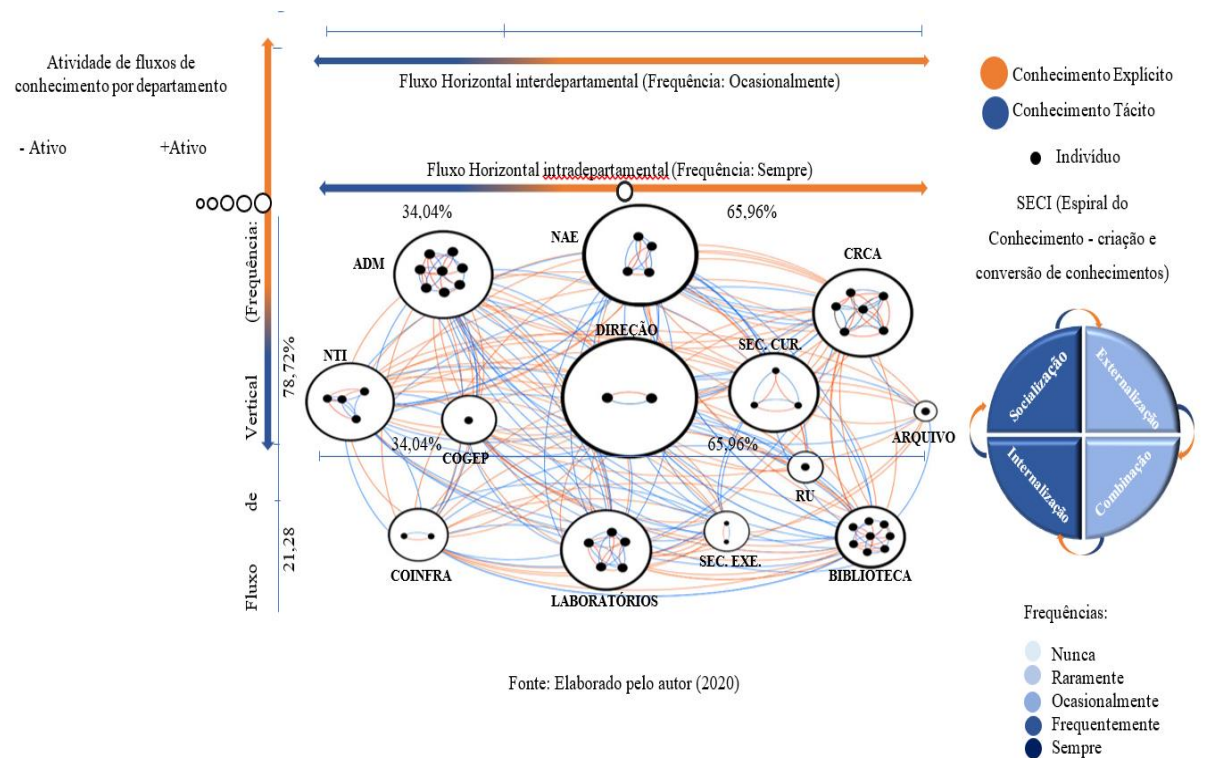 Atividade de fluxos de
conhecimento por departamento
- Ativo +Ativo
Fluxo Horizontal interdepartamental (Frequência: Ocasionalmente)
Fluxo Horizontal intradepartamental (Frequência: Sempre)
34,04% 65,96%
Fluxo de Vertical (Frequência:
78,72%
21,28
ADM
NAE
CRCA
DIREÇÃO
SEC. CUR.
NTI
COGEP
ARQUIVO
34,04% 65,96%
RU
COINFRA
LABORATÓRIOS
SEC. EXE.
BIBLIOTECA
Conhecimento Explícito
Conhecimento Tácito
Indivíduo
SECI (Espiral do
Conhecimento - criação e
conversão de conhecimentos)
Socialização
Externalização
Internalização
Combinação
Frequências:
Nunca
Raramente
Ocasionalmente
Frequentemente
Sempre
Fonte: Elaborado pelo autor (2020)